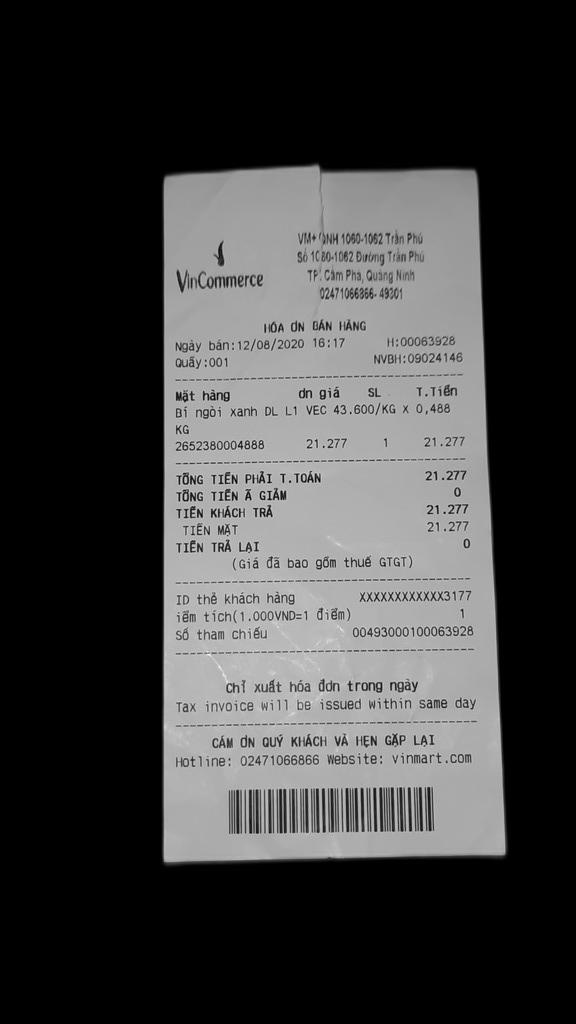 VinCommerce
VM+ QNH 1060-1062 Trần Phú
Số 1060-1062 Đường Trần Phú
TP. Cẩm Phả, Quảng Ninh
02471066866- 49301
HÓA ƠN BÁN HÀNG
Ngày bán:12/08/2020 16:17 H:00063928
Quầy:001 NVBH:09024146
Mặt hàng ơn giá SL T.Tiền
Bí ngòi xanh DL L1 VEC 43.600/KG X 0,488
KG
2652380004888 21.277 1 21.277
TỔNG TIỀN PHẢI T.TOÁN 21.277
TỔNG TIỀN Ã GIẢM 0
TIỀN KHÁCH TRẢ 21.277
TIỀN MẶT 21.277
TIỀN TRẢ LẠI 0
(Giá đã bao gồm thuế GTGT)
ID thẻ khách hàng XXXXXXXXXXXX3177
iểm tích(1.000VND=1 điểm) 1
Số tham chiếu 00493000100063928
Chỉ xuất hóa đơn trong ngày
Tax invoice will be issued within same day
CẢM ƠN QUÝ KHÁCH VÀ HẸN GẶP LẠI
Hotline: 02471066866 Website: vinmart.com